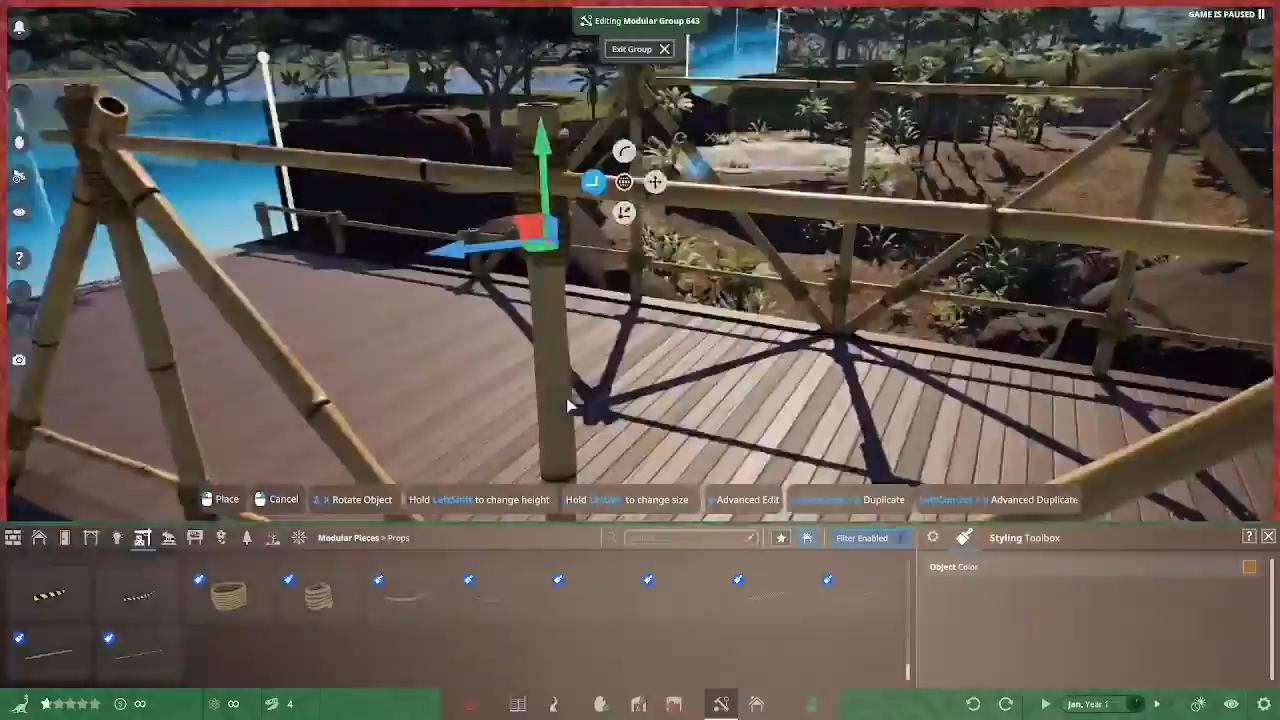 Editing Modular Group 643
Exit Group
GAME IS PAUSED
?
Place
Cancel
Rotate Object
Hold LeftShift to change height
Hold to change size
Advanced Edit
Duplicate
Advanced Duplicate
Modular Pieces > Props
Filter Enabled
Styling Toolbox
?
Object Color
4
Jan, Year 1